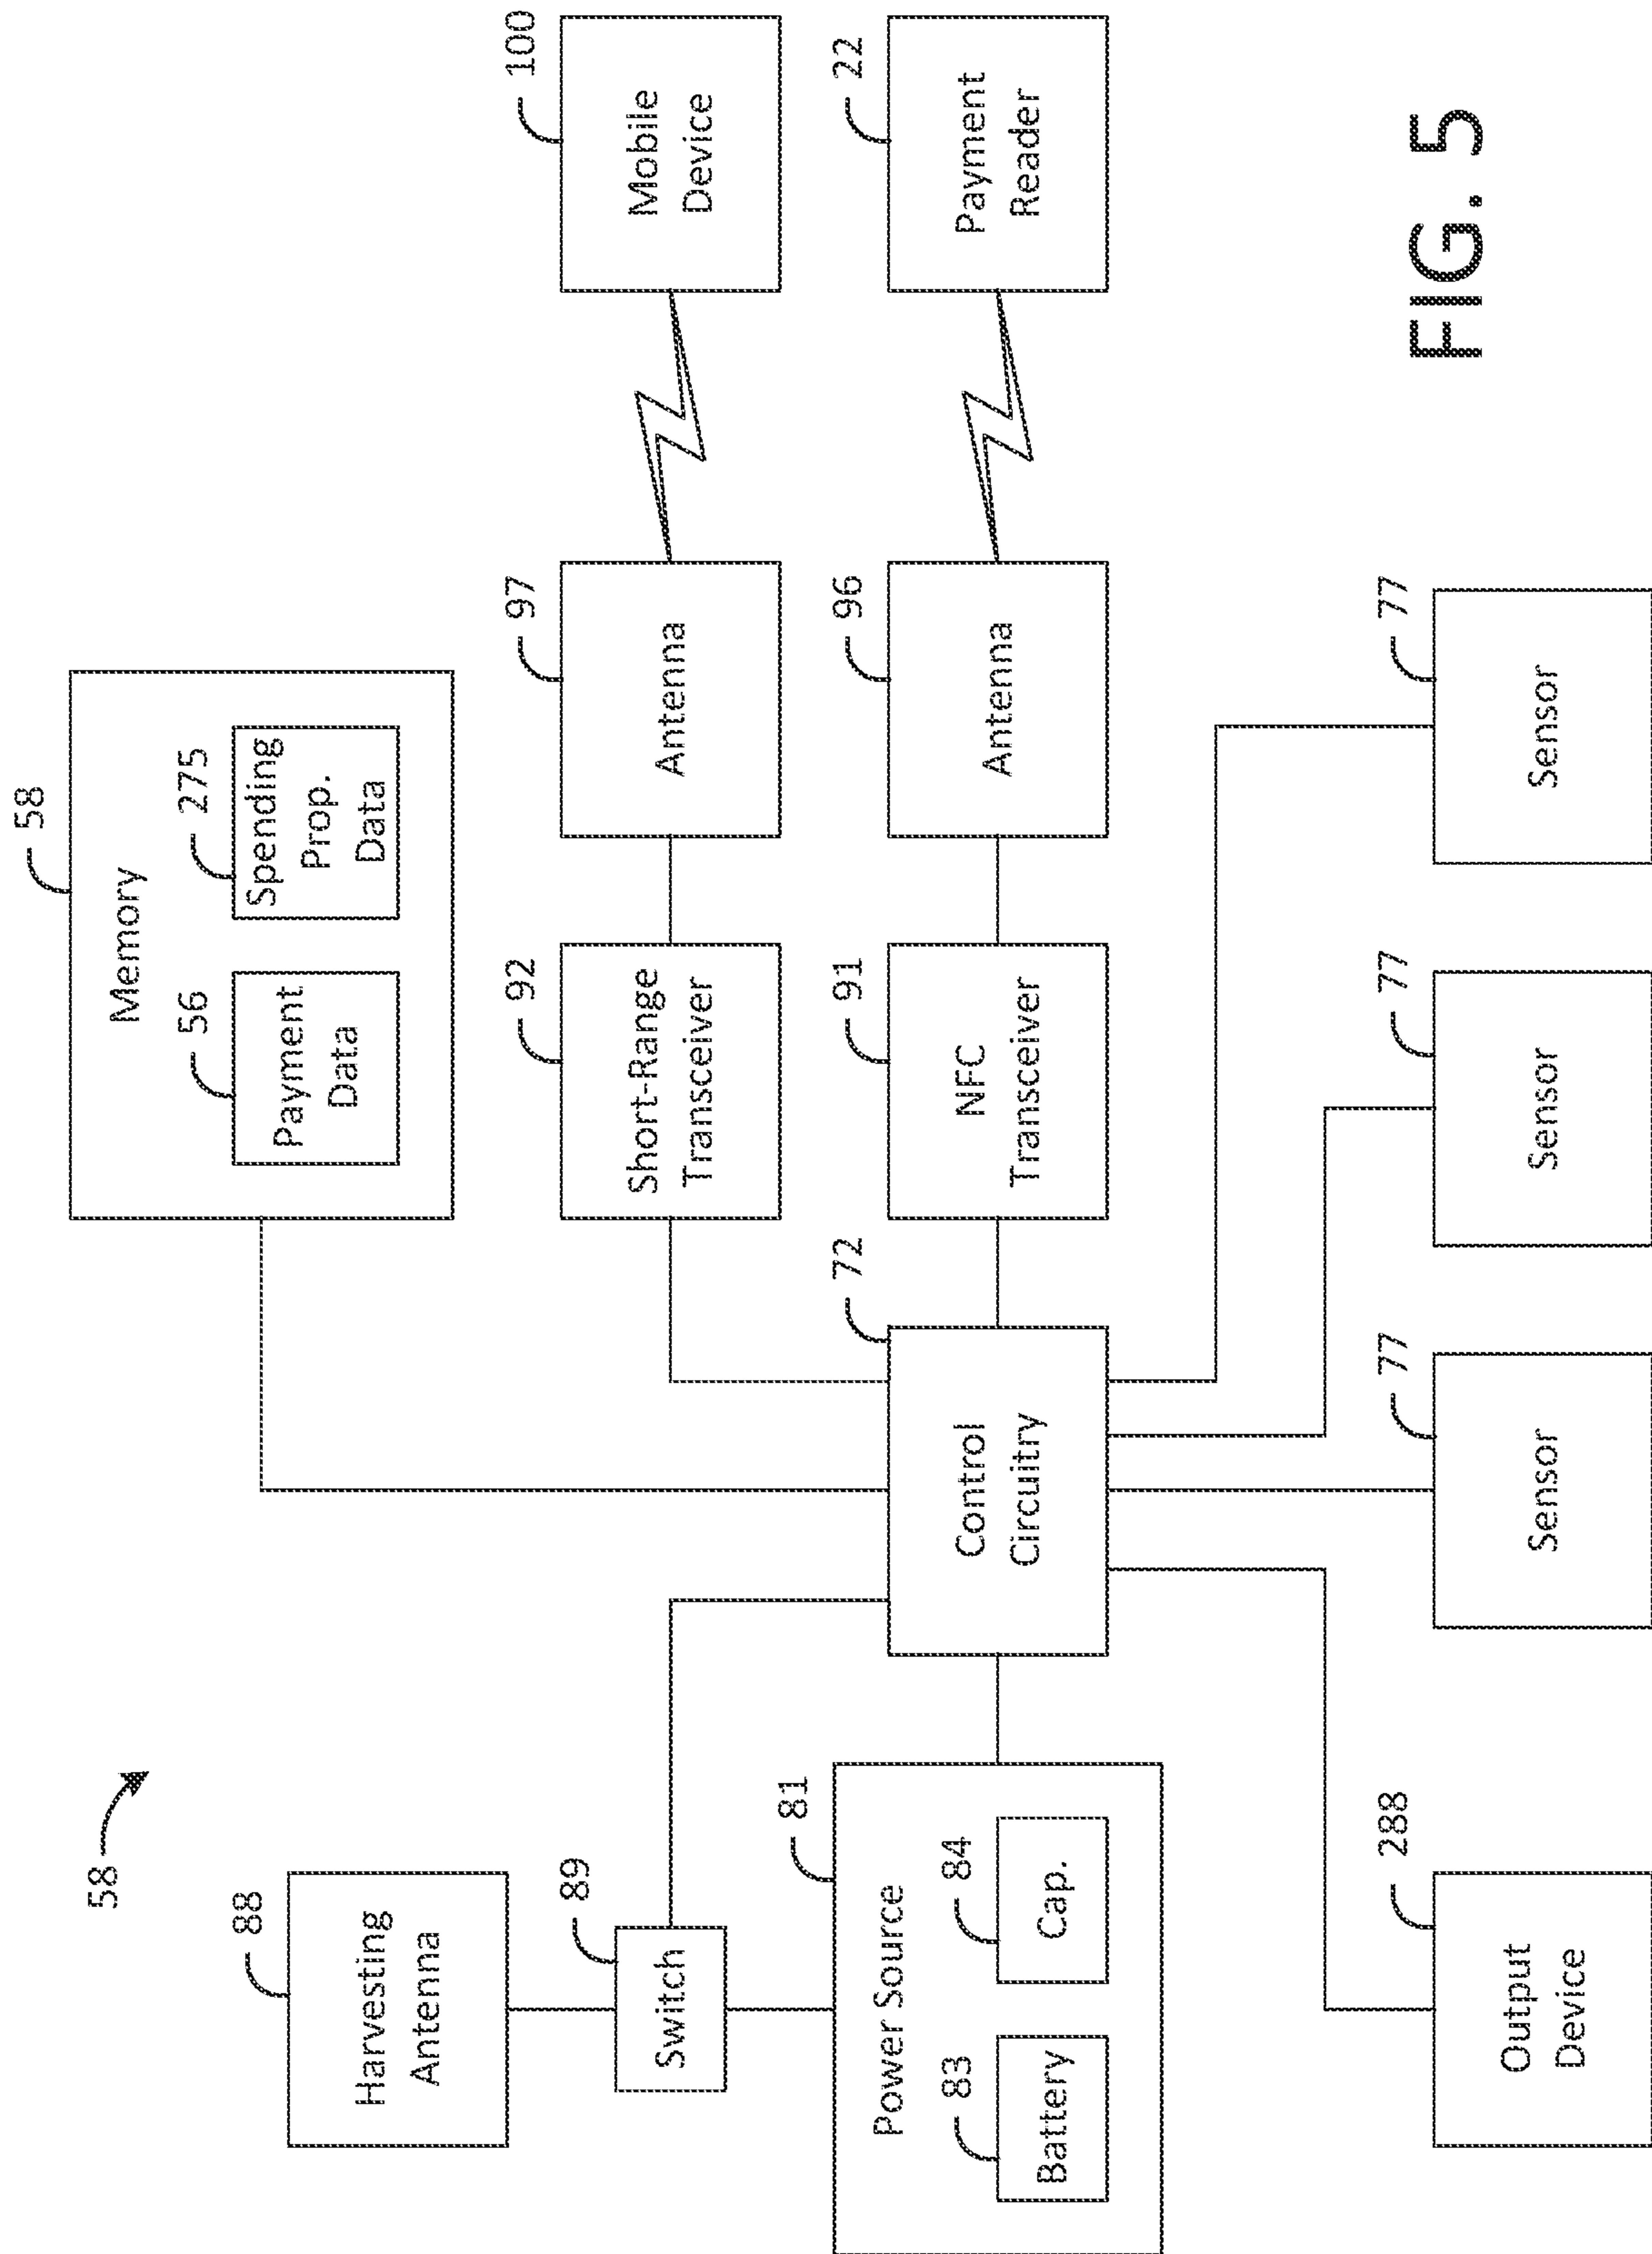 58
58
Memory
56
275
Payment
Data
Spending
Prop.
Data
88
Harvesting
Antenna
92
Short-Range
Transceiver
97
Antenna
100
Mobile
Device
89
Switch
81
Power Source
83
Battery
84
Cap.
72
Control
Circuitry
91
NFC
Transceiver
96
Antenna
22
Payment
Reader
288
Output
Device
77
Sensor
77
Sensor
77
Sensor
FIG. 5